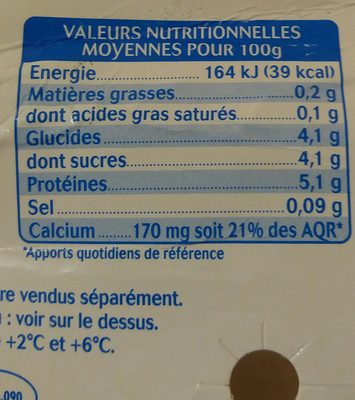 VALEURS NUTRITIONNELLES
MOYENNES POUR 100g
Energie 164 kJ (39 kcal)
Matières grasses 0,2 g
dont acides gras saturés 0,1 g
Glucides 4,1 g
dont sucres 4,1 g
Protéines 5,1 g
Sel 0,09 g
Calcium 170 mg soit 21% des AQR*
*Apports quotidiens de référence
re vendus séparément.
: voir sur le dessus.
+2°C et +6°C.
.090